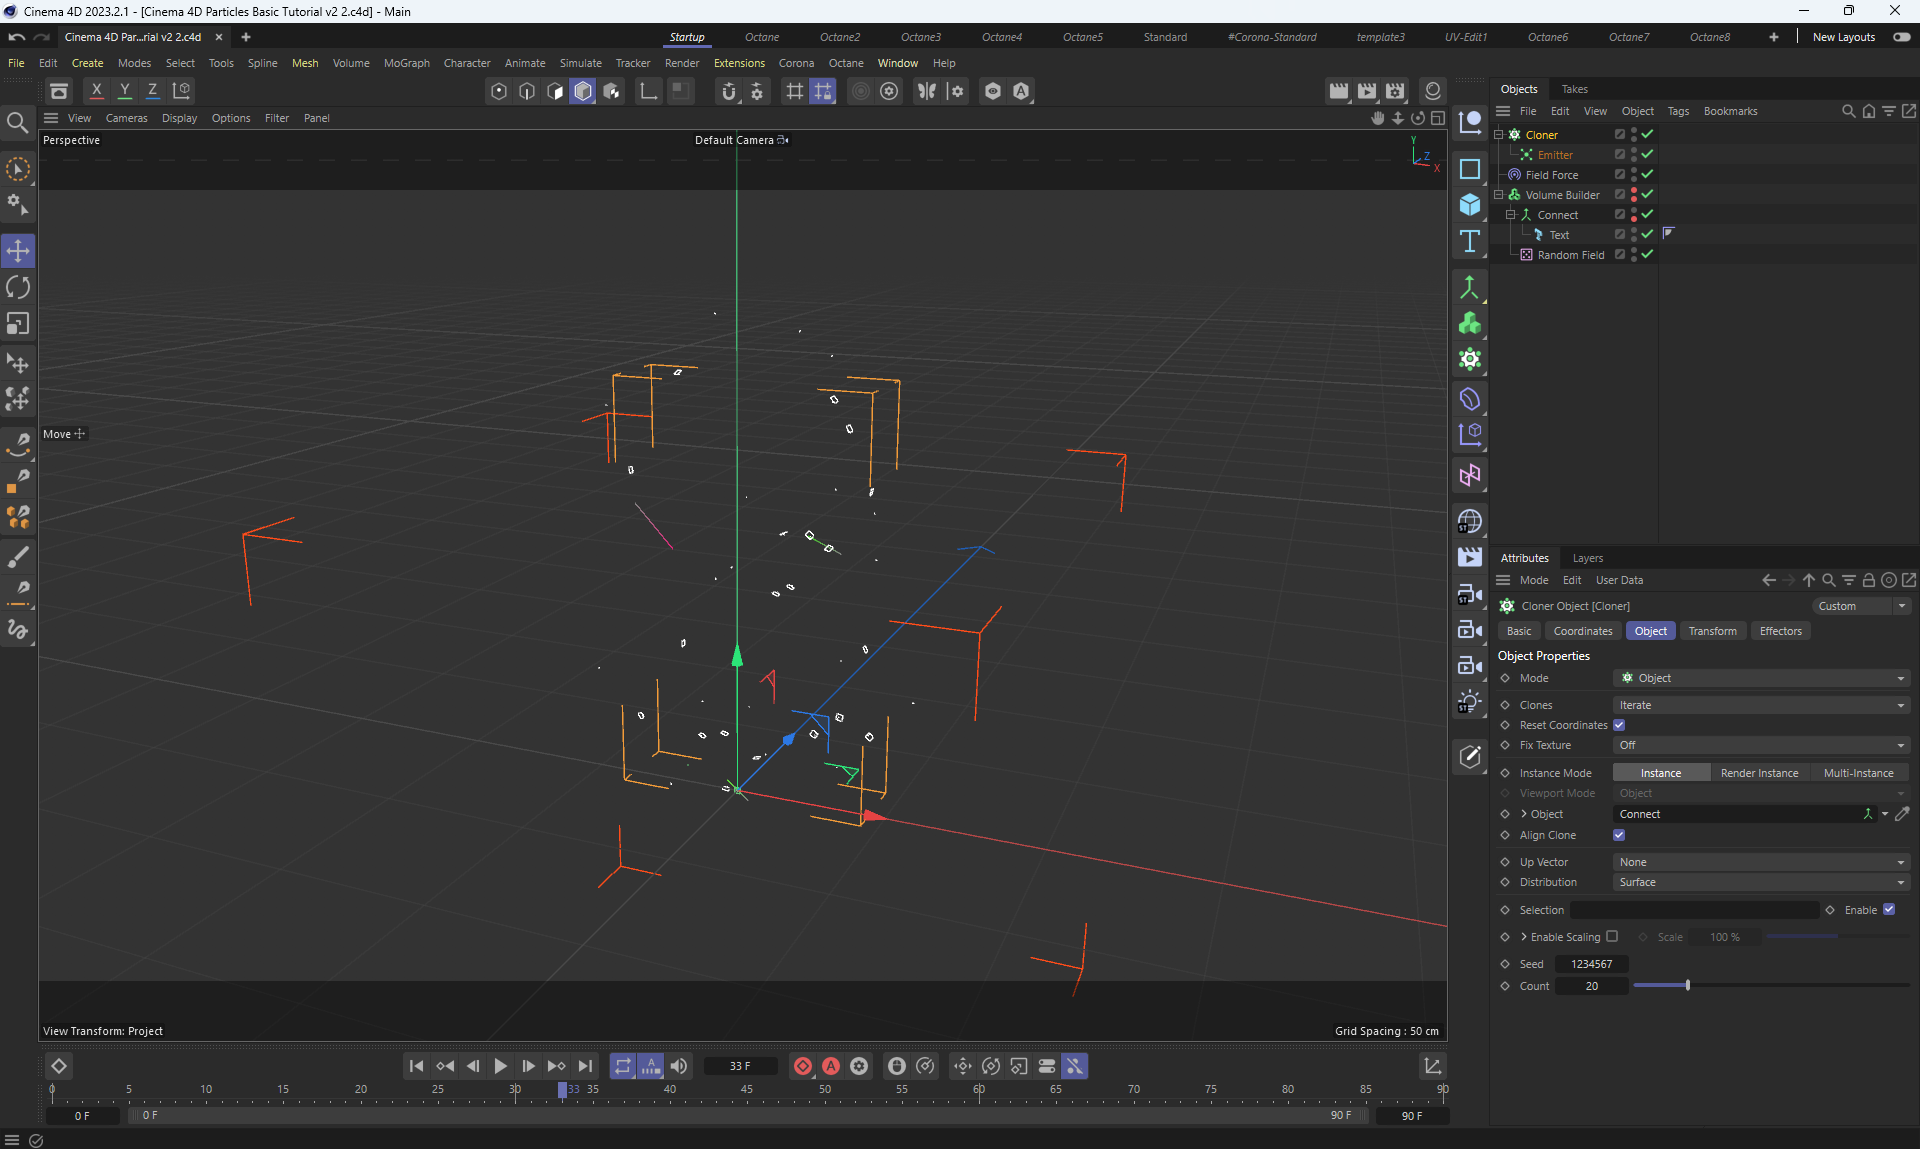 Cinema 4D 2023.2.1 - [Cinema 4D Particles Basic Tutorial v2 2.c4d] - Main
Cinema 4D Par...rial v2 2.c4d
Startup Octane Octane2 Octane3 Octane4 Octane5 Standard #Corona-Standard template3 UV-Edit1 Octane6 Octane7 Octane8 New Layouts
File Edit Create Modes Select Tools Spline Mesh Volume MoGraph Character Animate Simulate Tracker Render Extensions Corona Octane Window Help
X Y Z
Objects Takes
View Cameras Display Options Filter Panel
File Edit View Object Tags Bookmarks
Perspective
Default Camera
Y
Z
X
Cloner
Emitter
Field Force
Volume Builder
Connect
Text
Random Field
Move
ST
ST
ST
Attributes Layers
Mode Edit User Data
Cloner Object [Cloner] Custom
Basic Coordinates Object Transform Effectors
Object Properties
Mode Object
Clones Iterate
Reset Coordinates
Fix Texture Off
Instance Mode Instance Render Instance Multi-Instance
Viewport Mode Object
Object Connect
Align Clone
Up Vector None
Distribution Surface
Selection Enable
Enable Scaling Scale 100 %
Seed 1234567
Count 20
View Transform: Project
Grid Spacing : 50 cm
33 F
0 5 10 15 20 25 30 33 35 40 45 50 55 60 65 70 75 80 85 90
0 F 0 F 90 F 90 F